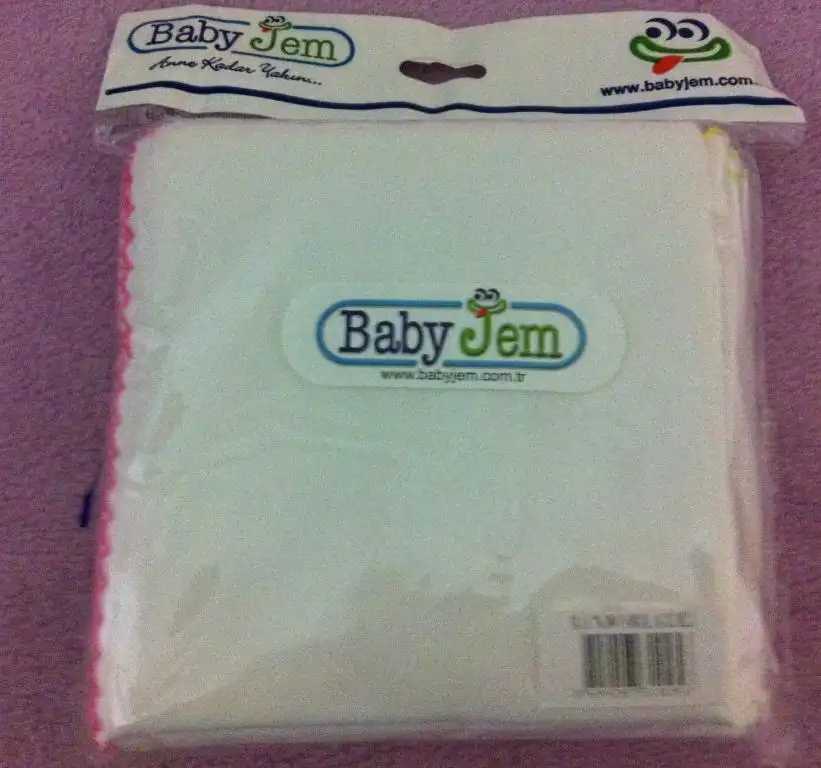 Baby Jem
Anne Kadar Yakın...
www.babyjem.com.
Baby Jem
www.babyjem.com.tr